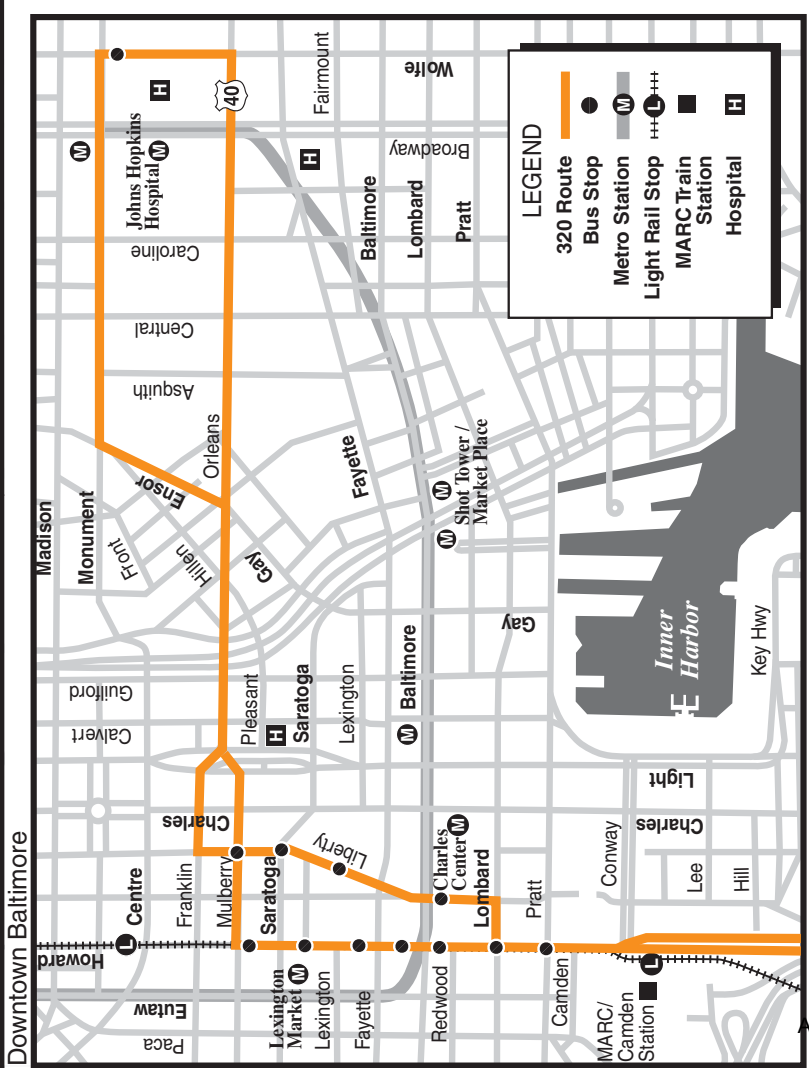 Downtown Baltimore
Madison
Monument
Front
Hillen
Ensor
Orleans
Gay
Asquith
Central
Caroline
Broadway
Wolfe
Fairmount
40
Johns Hopkins
Hospital
M
M
H
H
Baltimore
Lombard
Pratt
Fayette
M
M
Shot Tower /
Market Place
Gay
Guilford
Calvert
Pleasant
H
Saratoga
Lexington
M
Baltimore
Inner
Harbor
Key Hwy
Light
Charles
Franklin
Mulberry
Charles
Saratoga
Liberty
Charles
Center
M
Lombard
Pratt
Conway
Lee
Hill
Howard
L
Centre
Eutaw
Paca
Lexington
Market
M
Lexington
Fayette
Redwood
Camden
MARC/
Camden
Station
L
LEGEND
320 Route
Bus Stop
Metro Station
M
Light Rail Stop
L
MARC Train
Station
Hospital
H
A